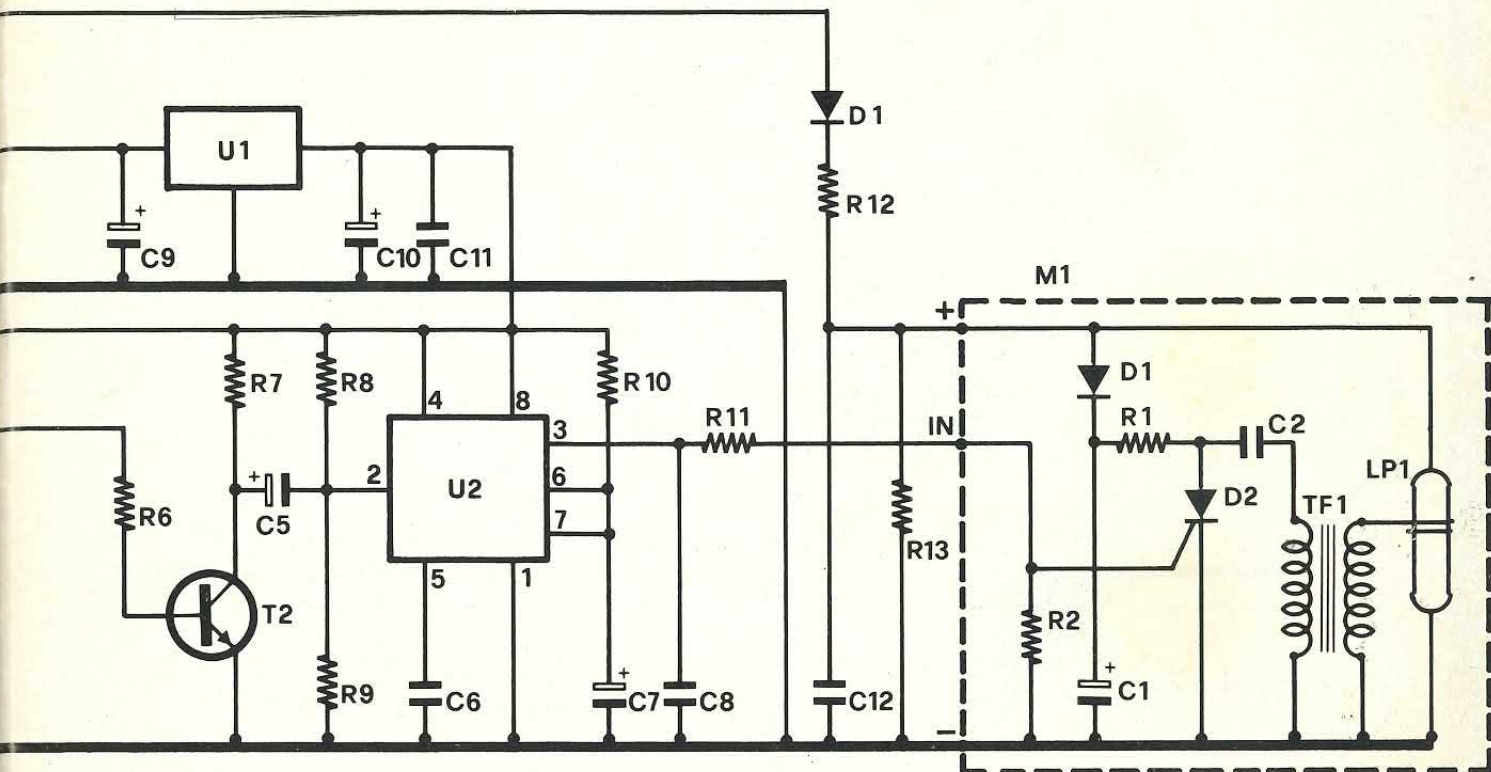 D1
U1
R12
+
C9
+
C10
C11
M1
+
R7
R8
4
8
R10
D1
R11
IN
R1
C2
3
LP1
+
2
U2
6
D2
TF1
R6
C5
7
R13
5
1
T2
R2
+
+
R9
C6
C7
C8
C12
C1
-